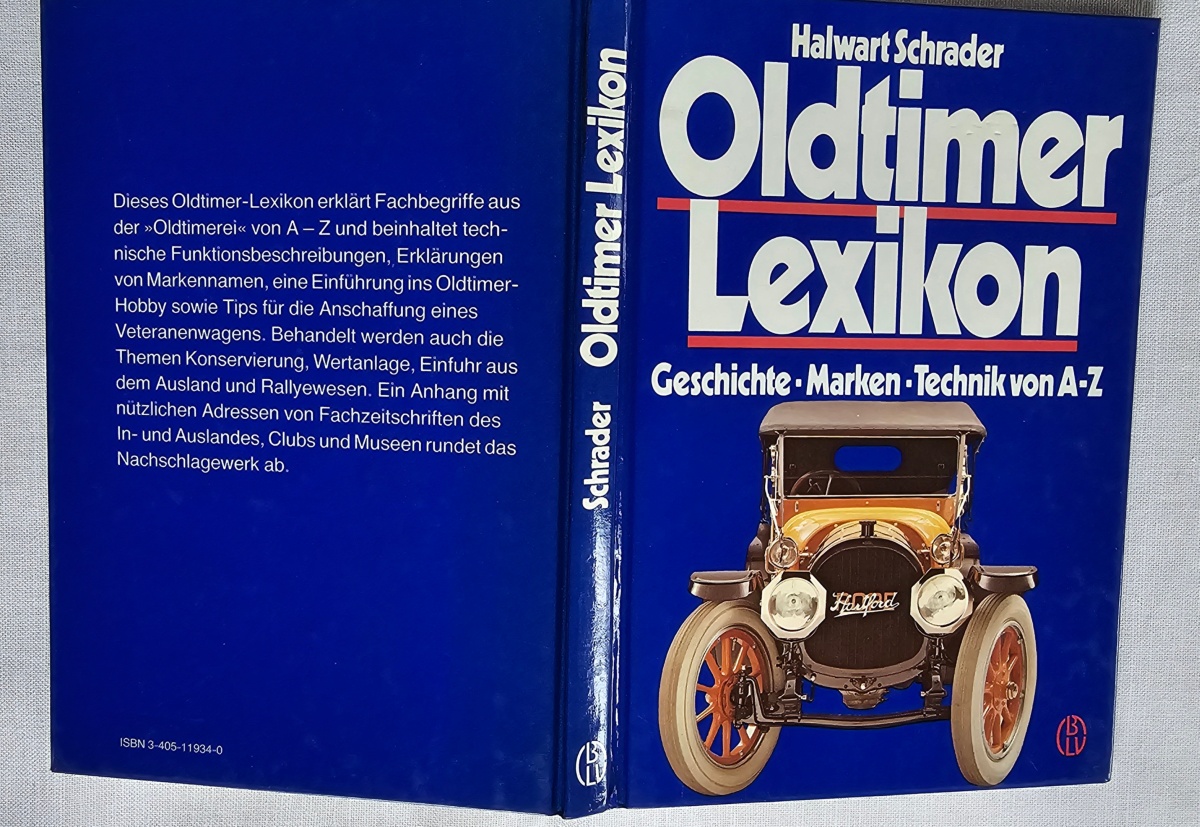 Dieses Oldtimer-Lexikon erklärt Fachbegriffe aus
der »Oldtimerei« von A – Z und beinhaltet tech-
nische Funktionsbeschreibungen, Erklärungen
von Markennamen, eine Einführung ins Oldtimer-
Hobby sowie Tips für die Anschaffung eines
Veteranenwagens. Behandelt werden auch die
Themen Konservierung, Wertanlage, Einfuhr aus
dem Ausland und Rallyewesen. Ein Anhang mit
nützlichen Adressen von Fachzeitschriften des
In- und Auslandes, Clubs und Museen rundet das
Nachschlagewerk ab.
ISBN 3-405-11934-0
Schrader Oldtimer Lexikon
BLV
Halwart Schrader
Oldtimer
Lexikon
Geschichte · Marken · Technik von A-Z
Hartford
BLV